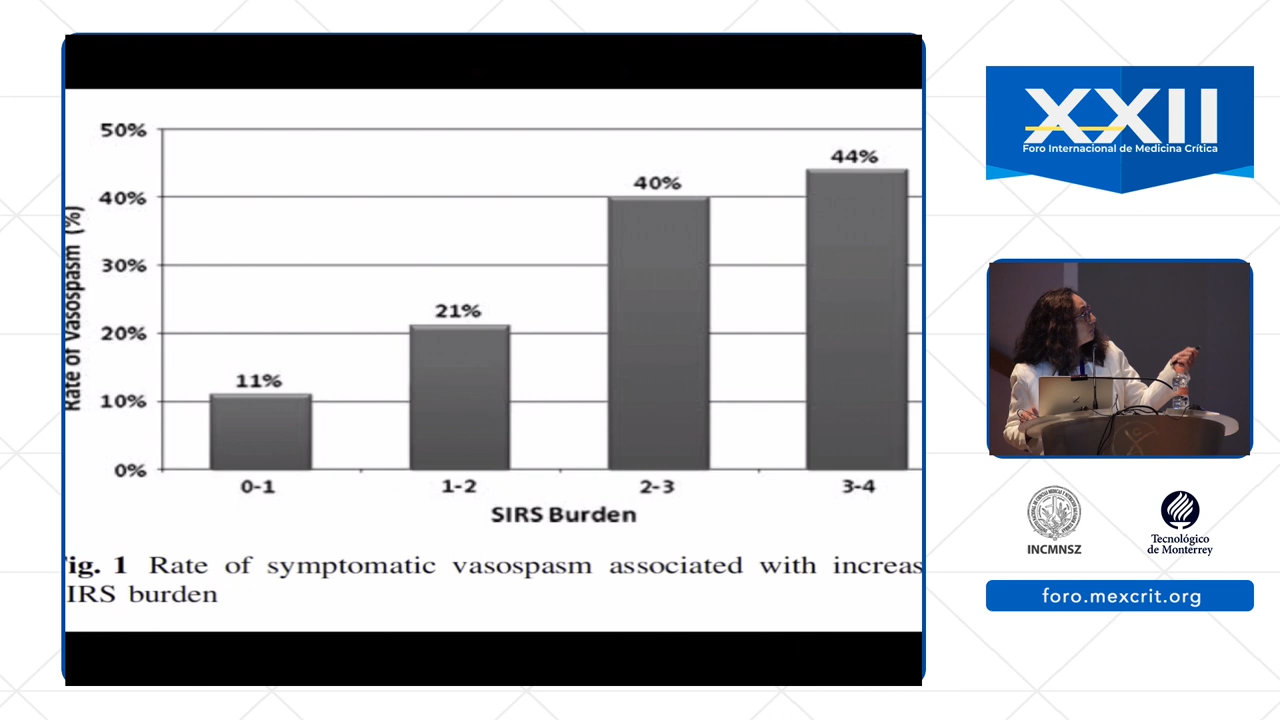 50%
40%
30%
20%
10%
0%
Rate of Vasospasm (%)
11%
21%
40%
44%
0-1
1-2
2-3
3-4
SIRS Burden
ig. 1 Rate of symptomatic vasospasm associated with increas
IRS burden
XXII
Foro Internacional de Medicina Crítica
INCMNSZ
Tecnológico
de Monterrey
foro.mexcrit.org